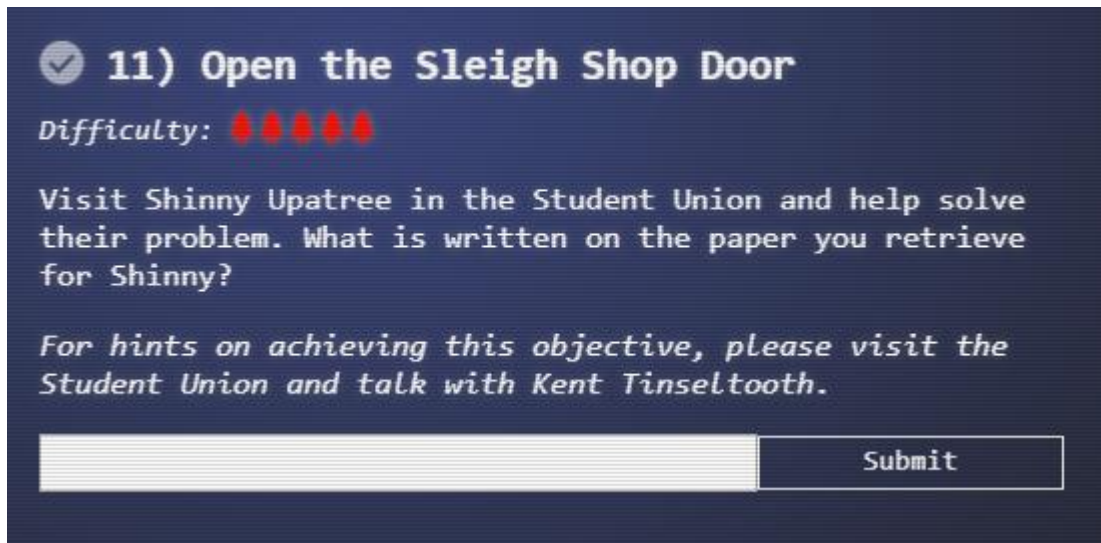 11) Open the Sleigh Shop Door
Difficulty:
Visit Shinny Upatree in the Student Union and help solve
their problem. What is written on the paper you retrieve
for Shinny?
For hints on achieving this objective, please visit the
Student Union and talk with Kent Tinseltooth.
Submit